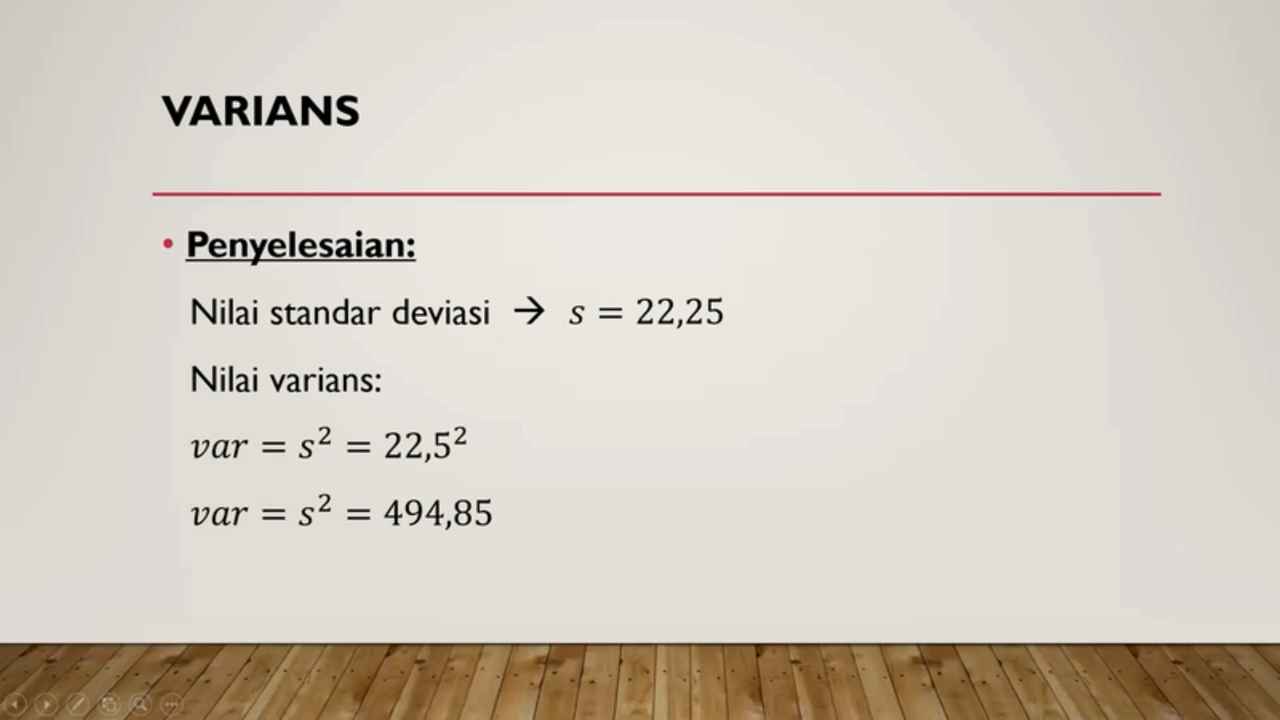 VARIANS
• Penyelesaian:
Nilai standar deviasi → s = 22,25
Nilai varians:
var = s² = 22,5²
var = s² = 494,85